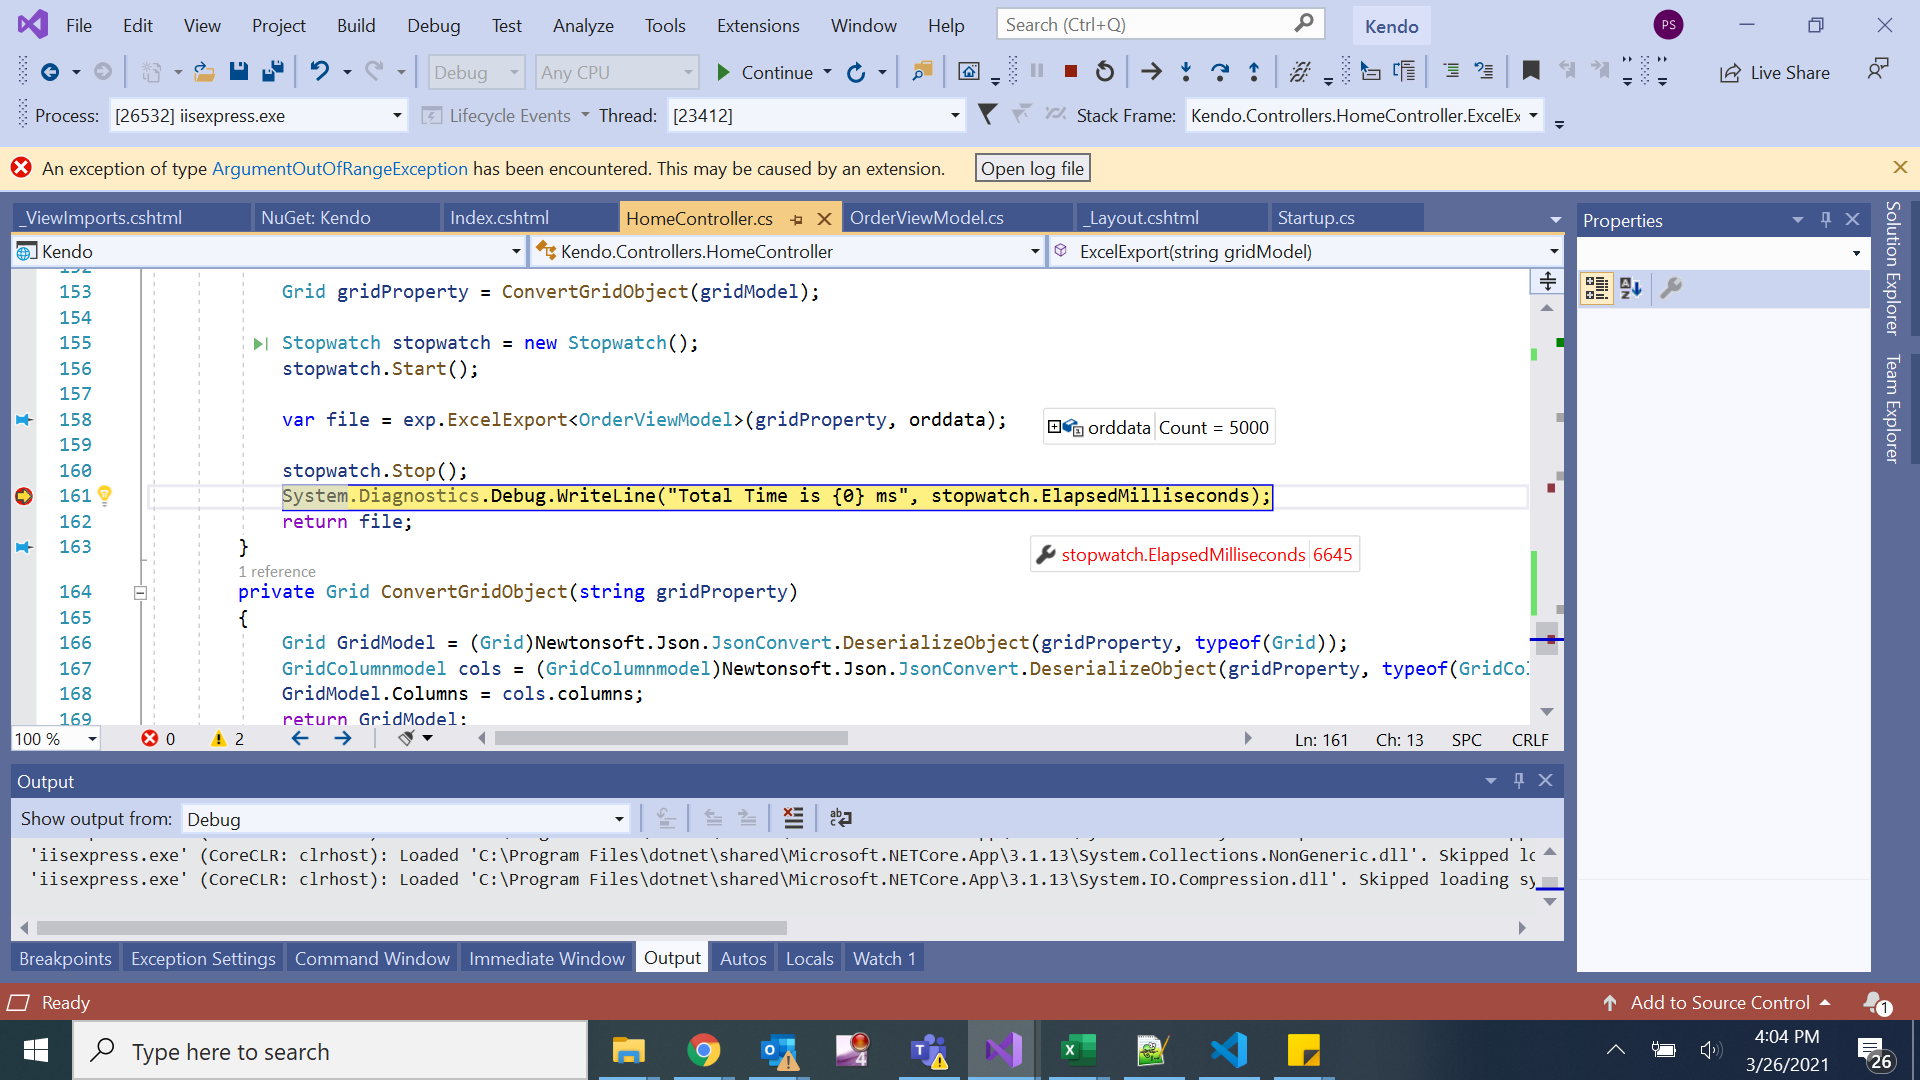 File Edit View Project Build Debug Test Analyze Tools Extensions Window Help Search (Ctrl+Q) Kendo PS
Debug Any CPU Continue Live Share
Process: [26532] iisexpress.exe Lifecycle Events Thread: [23412] Stack Frame: Kendo.Controllers.HomeController.ExcelEx
An exception of type ArgumentOutOfRangeException has been encountered. This may be caused by an extension. Open log file
_ViewImports.cshtml NuGet: Kendo Index.cshtml HomeController.cs OrderViewModel.cs _Layout.cshtml Startup.cs Properties
Kendo Kendo.Controllers.HomeController ExcelExport(string gridModel)
Solution Explorer
Team Explorer
152
153 Grid gridProperty = ConvertGridObject(gridModel);
154
155 Stopwatch stopwatch = new Stopwatch();
156 stopwatch.Start();
157
158 var file = exp.ExcelExport<OrderViewModel>(gridProperty, orddata); orddata Count = 5000
159
160 stopwatch.Stop();
161 System.Diagnostics.Debug.WriteLine("Total Time is {0} ms", stopwatch.ElapsedMilliseconds);
162 return file;
163 }
stopwatch.ElapsedMilliseconds 6645
1 reference
164 private Grid ConvertGridObject(string gridProperty)
165 {
166 Grid GridModel = (Grid)Newtonsoft.Json.JsonConvert.DeserializeObject(gridProperty, typeof(Grid));
167 GridColumnmodel cols = (GridColumnmodel)Newtonsoft.Json.JsonConvert.DeserializeObject(gridProperty, typeof(GridCol
168 GridModel.Columns = cols.columns;
169 return GridModel;
100 % 0 2 Ln: 161 Ch: 13 SPC CRLF
Output
Show output from: Debug
'iisexpress.exe' (CoreCLR: clrhost): Loaded 'C:\Program Files\dotnet\shared\Microsoft.NETCore.App\3.1.13\System.Collections.NonGeneric.dll'. Skipped lo
'iisexpress.exe' (CoreCLR: clrhost): Loaded 'C:\Program Files\dotnet\shared\Microsoft.NETCore.App\3.1.13\System.IO.Compression.dll'. Skipped loading sy
Breakpoints Exception Settings Command Window Immediate Window Output Autos Locals Watch 1
Ready Add to Source Control 1
Type here to search 4:04 PM
3/26/2021 26